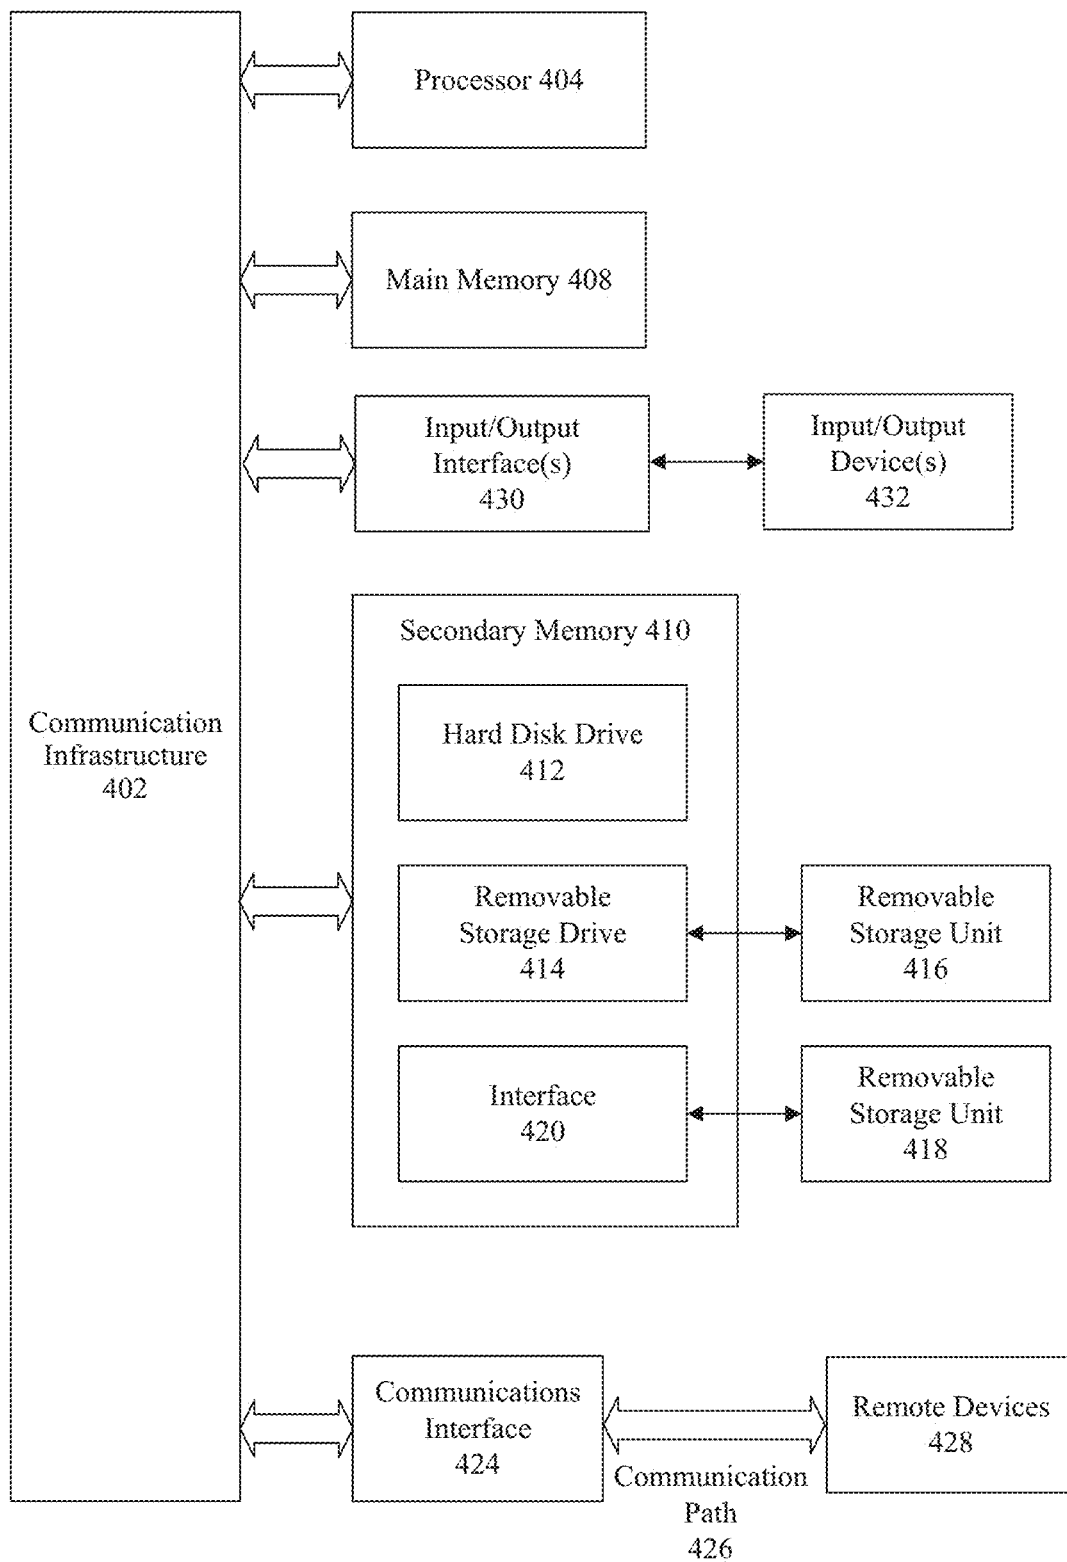 Processor 404
Main Memory 408
Input/Output
Interface(s)
430
Input/Output
Device(s)
432
Secondary Memory 410
Hard Disk Drive
412
Communication
Infrastructure
402
Removable
Storage Drive
414
Removable
Storage Unit
416
Interface
420
Removable
Storage Unit
418
Communications
Interface
424
Remote Devices
428
Communication
Path
426